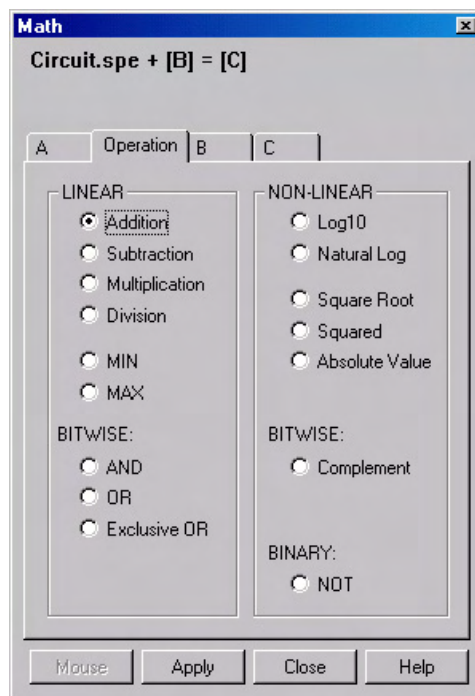 Math
Circuit.spe + [B] = [C]
A Operation B C
LINEAR
Addition
Subtraction
Multiplication
Division
MIN
MAX
BITWISE:
AND
OR
Exclusive OR
NON-LINEAR
Log10
Natural Log
Square Root
Squared
Absolute Value
BITWISE:
Complement
BINARY:
NOT
Mouse Apply Close Help